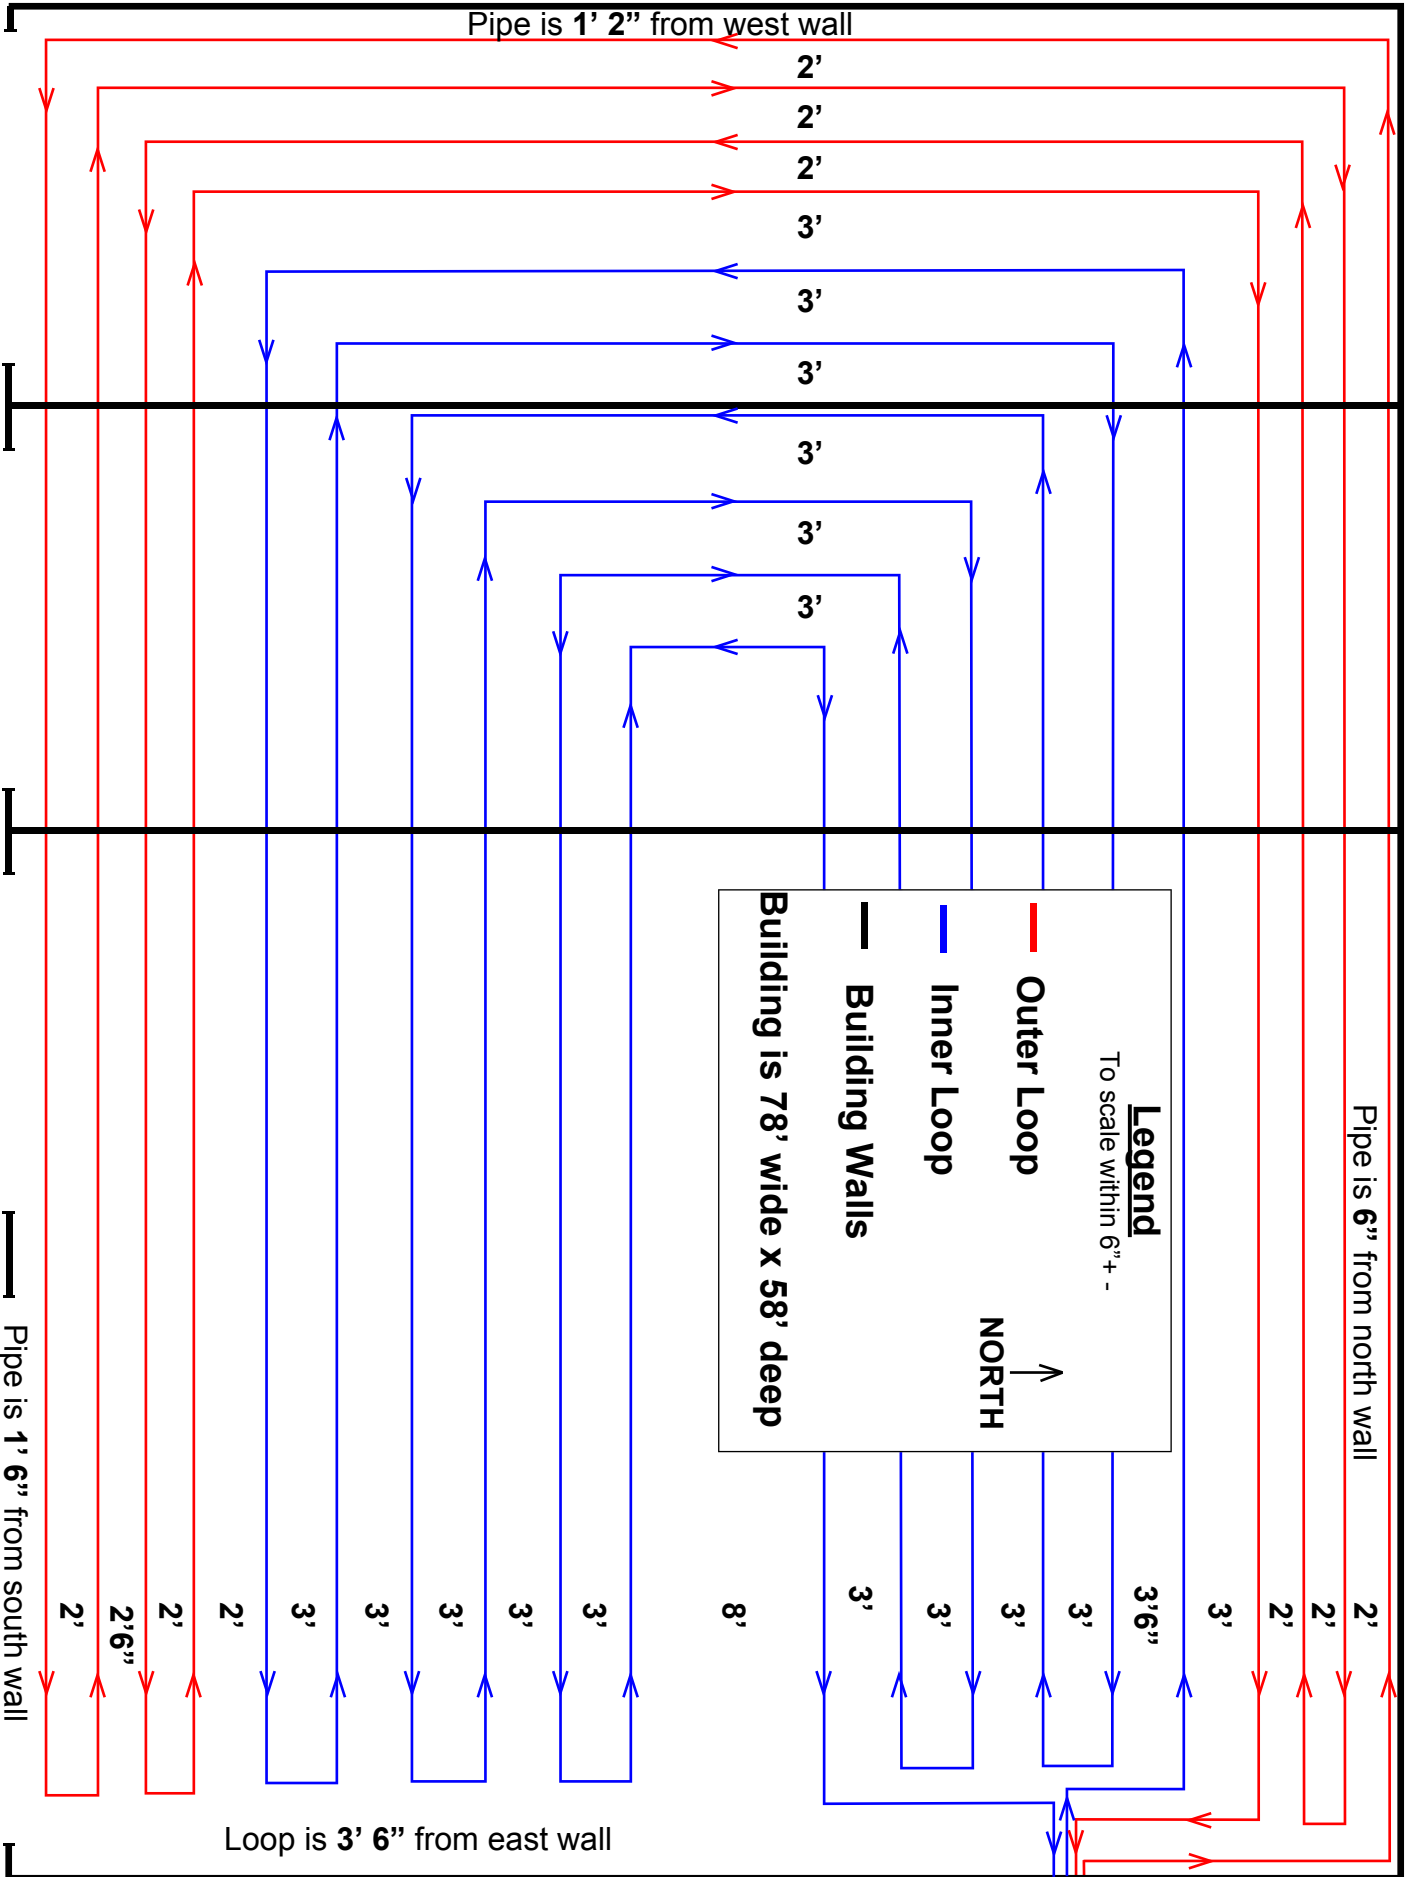 Pipe is 1’ 2” from west wall
2’
2’
2’
3’
3’
3’
3’
3’
3’
Legend
To scale within 6”+ -
Outer Loop
Inner Loop
Building Walls
Building is 78’ wide x 58’ deep
NORTH
Pipe is 6” from north wall
Pipe is 1’ 6” from south wall
2’
2’6”
2’
2’
3’
3’
3’
3’
3’
8’
3’
3’
3’
3’
3’6”
3’
2’
2’
2’
Loop is 3’ 6” from east wall